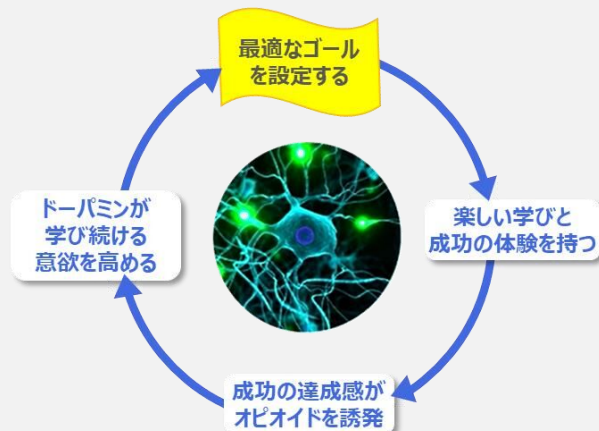 最適なゴール
を設定する
楽しい学びと
成功の体験を持つ
成功の達成感が
オピオイドを誘発
ドーパミンが
学び続ける
意欲を高める